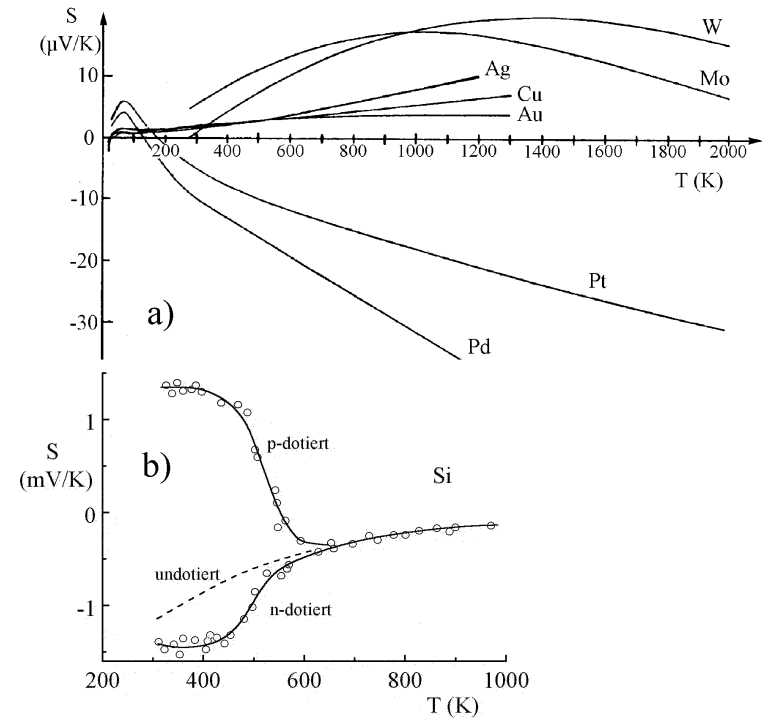 S
(µV/K)
W
Mo
Ag
Cu
Au
10
0
-10
-20
-30
200 400 600 800 1000 1200 1400 1600 1800 2000
T (K)
Pt
Pd
a)
S
(mV/K)
1
0
-1
b)
p-dotiert
Si
undotiert
n-dotiert
200 400 600 800 1000
T (K)